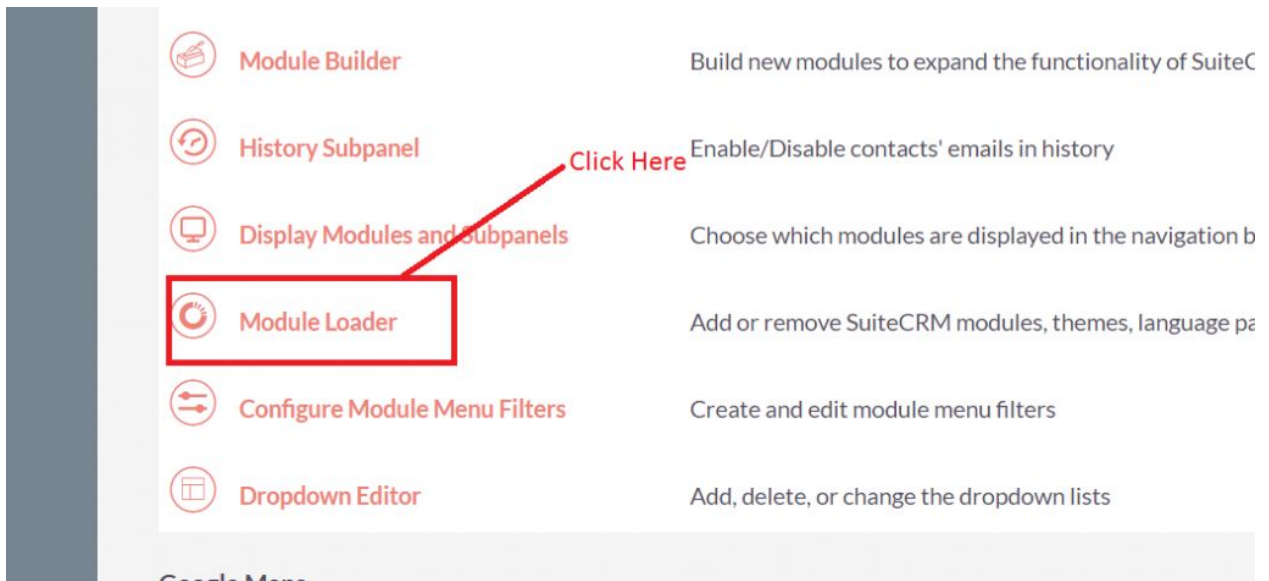 Module Builder Build new modules to expand the functionality of SuiteC
History Subpanel Enable/Disable contacts' emails in history
Click Here
Display Modules and Subpanels Choose which modules are displayed in the navigation b
Module Loader Add or remove SuiteCRM modules, themes, language pa
Configure Module Menu Filters Create and edit module menu filters
Dropdown Editor Add, delete, or change the dropdown lists
Google Maps